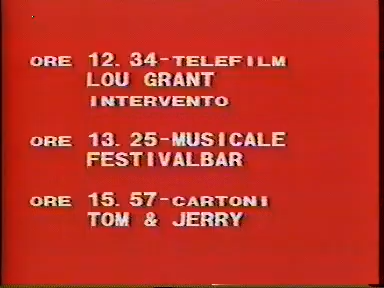 ORE 12.34-TELEFILM
LOU GRANT
INTERVENTO
ORE 13.25-MUSICALE
FESTIVALBAR
ORE 15.57-CARTONI
TOM & JERRY